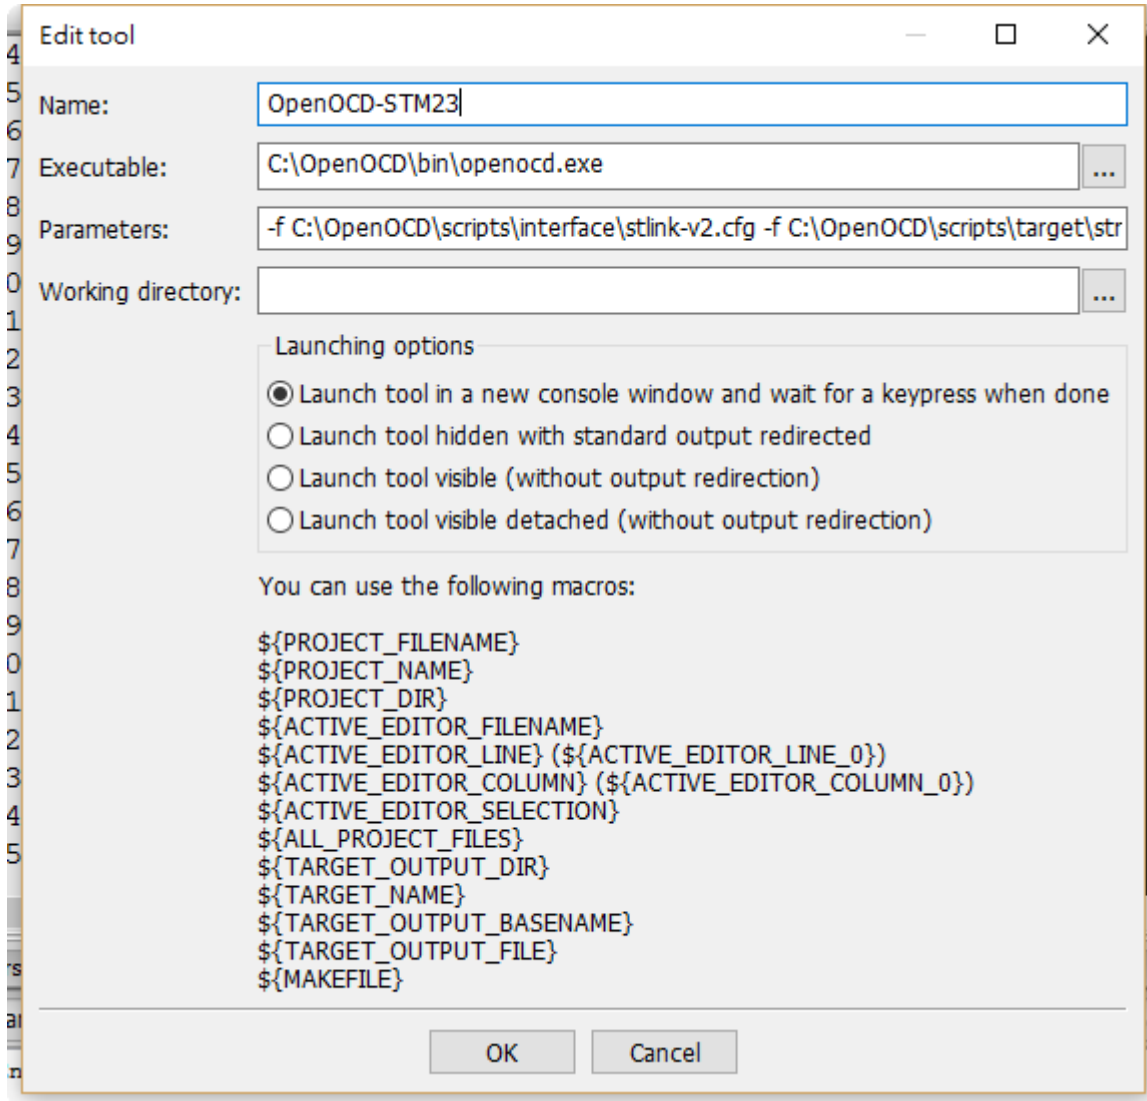 Edit tool
Name: OpenOCD-STM23
Executable: C:\OpenOCD\bin\openocd.exe ...
Parameters: -f C:\OpenOCD\scripts\interface\stlink-v2.cfg -f C:\OpenOCD\scripts\target\str
Working directory: ...
Launching options
Launch tool in a new console window and wait for a keypress when done
Launch tool hidden with standard output redirected
Launch tool visible (without output redirection)
Launch tool visible detached (without output redirection)
You can use the following macros:
${PROJECT_FILENAME}
${PROJECT_NAME}
${PROJECT_DIR}
${ACTIVE_EDITOR_FILENAME}
${ACTIVE_EDITOR_LINE} (${ACTIVE_EDITOR_LINE_0})
${ACTIVE_EDITOR_COLUMN} (${ACTIVE_EDITOR_COLUMN_0})
${ACTIVE_EDITOR_SELECTION}
${ALL_PROJECT_FILES}
${TARGET_OUTPUT_DIR}
${TARGET_NAME}
${TARGET_OUTPUT_BASENAME}
${TARGET_OUTPUT_FILE}
${MAKEFILE}
OK Cancel